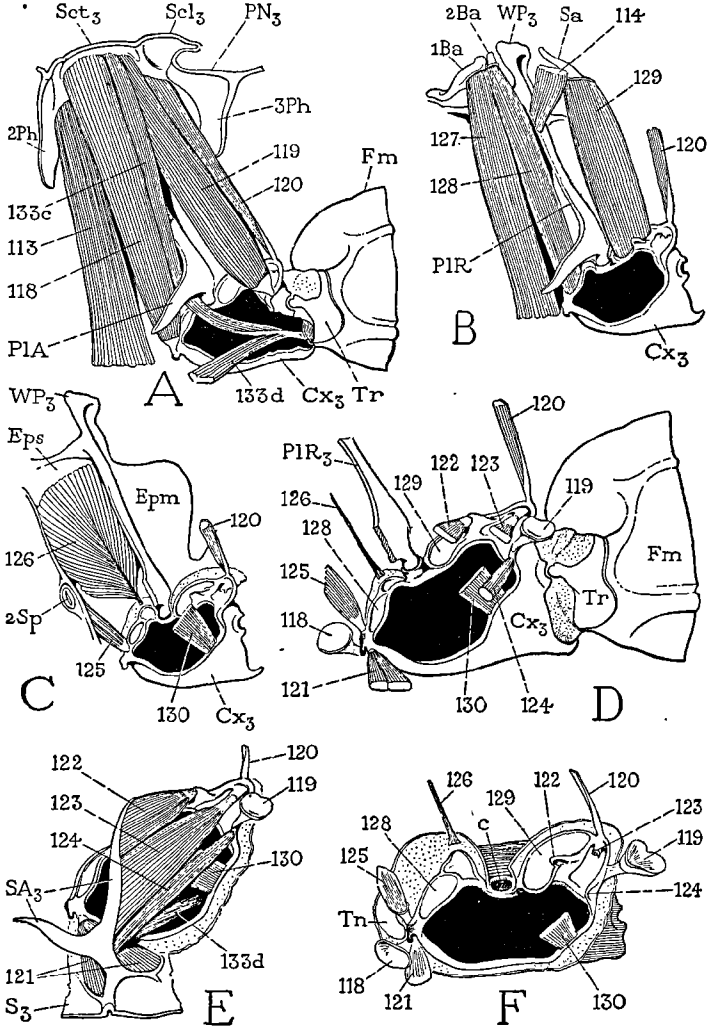 Sct3
Scl3
PN3
2Ph
3Ph
133c
119
113
120
118
Fm
P1A
A
133d
Cx3
Tr
2Ba
WP3
Sa
114
1Ba
129
127
120
128
P1R
B
Cx3
WP3
Eps
Epm
120
126
2Sp
125
130
C
Cx3
120
P1R3
122
123
126
129
119
128
125
Fm
118
Tr
Cx3
121
130
124
D
120
122
119
123
124
130
SA3
133d
121
S3
E
126
120
129
122
128
c
123
119
125
124
Tn
118
121
130
F